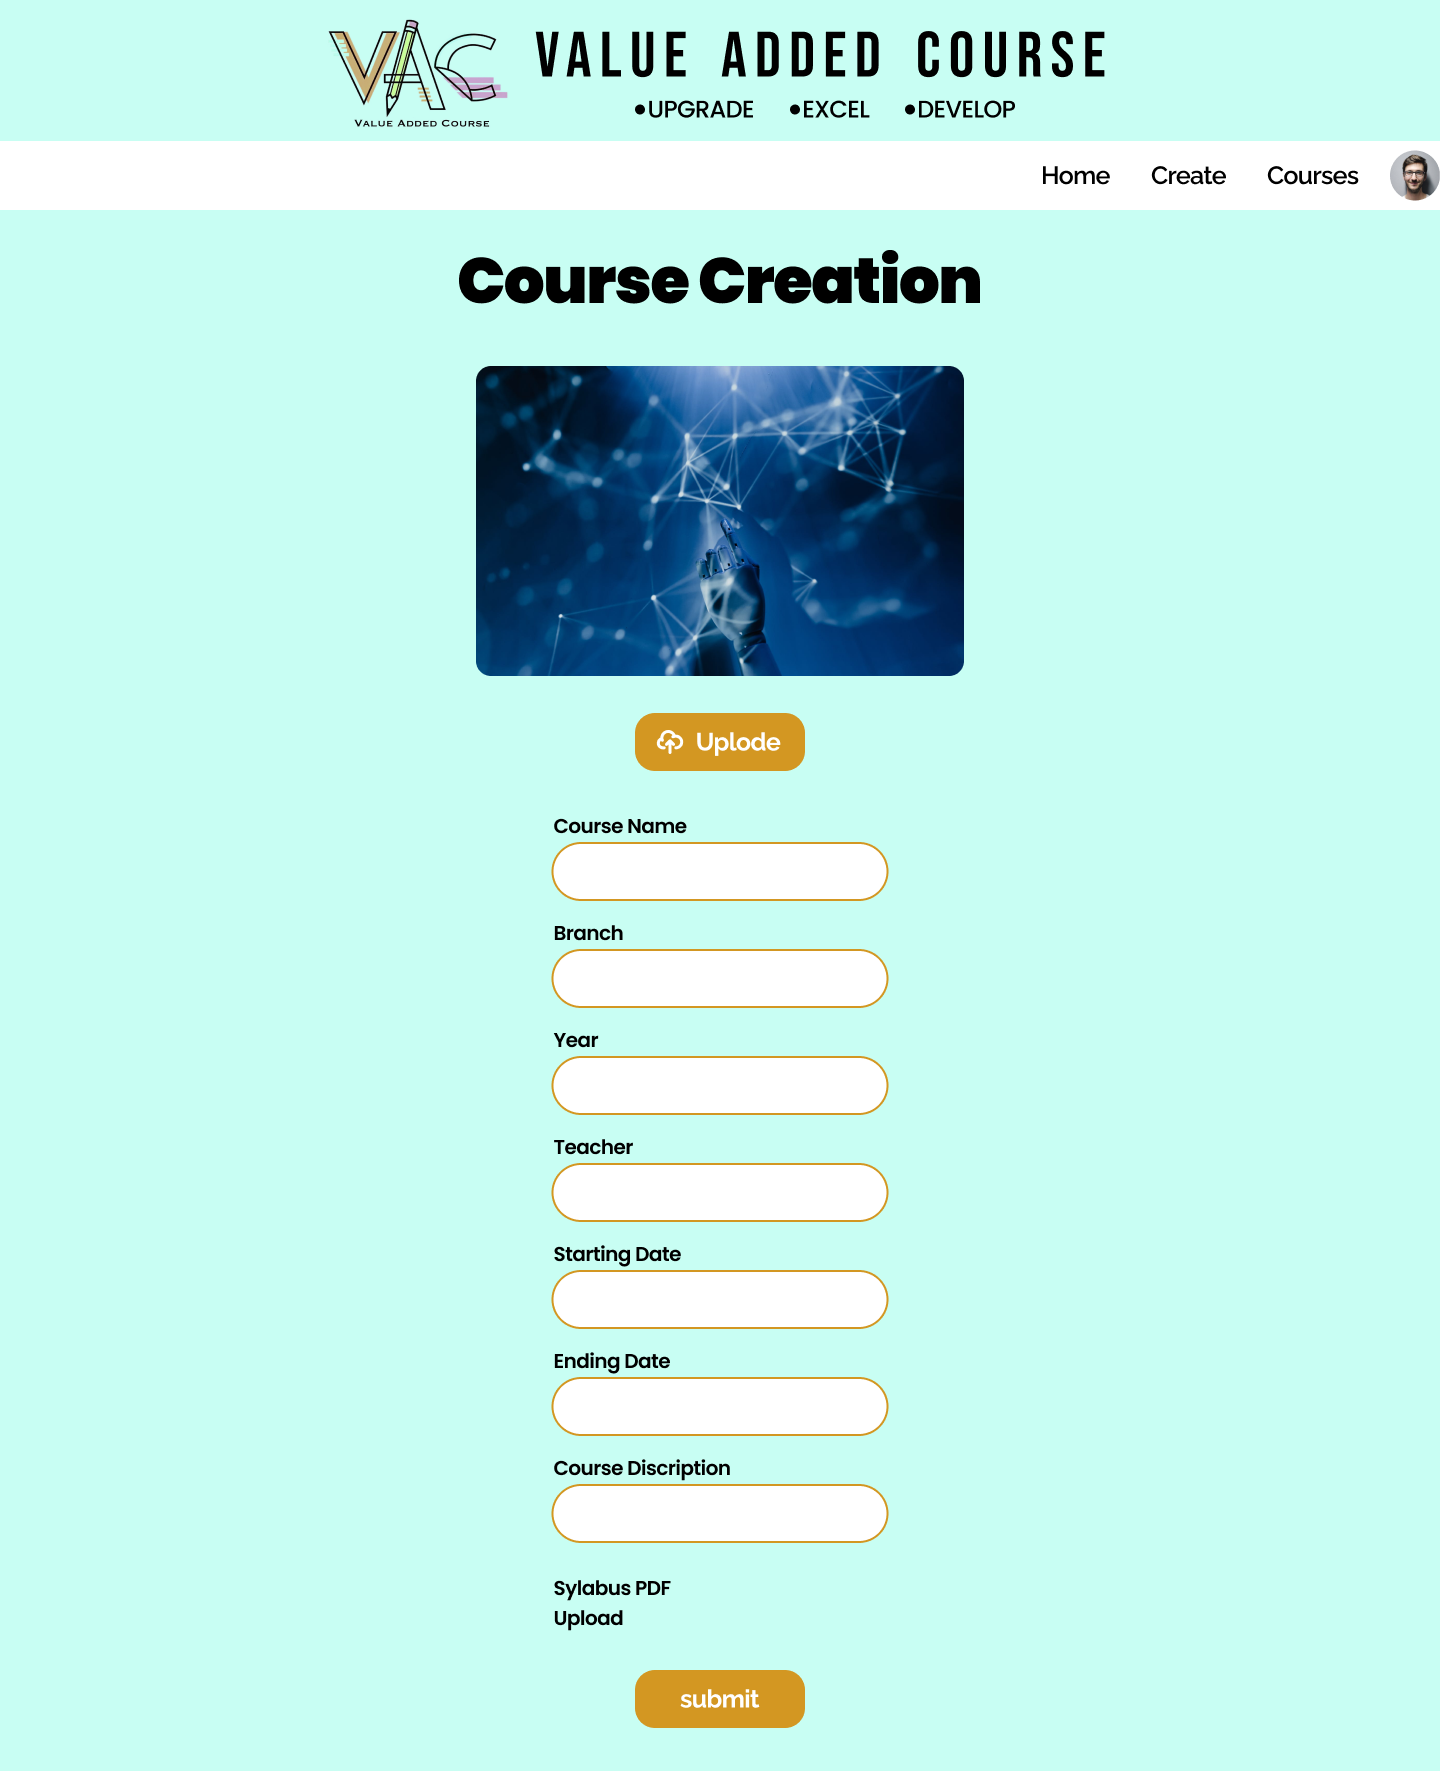 VAC
Value Added Course
VALUE ADDED COURSE
•UPGRADE •EXCEL •DEVELOP
Home Create Courses
Course Creation
Uplode
Course Name
Branch
Year
Teacher
Starting Date
Ending Date
Course Discription
Sylabus PDF
Upload
submit